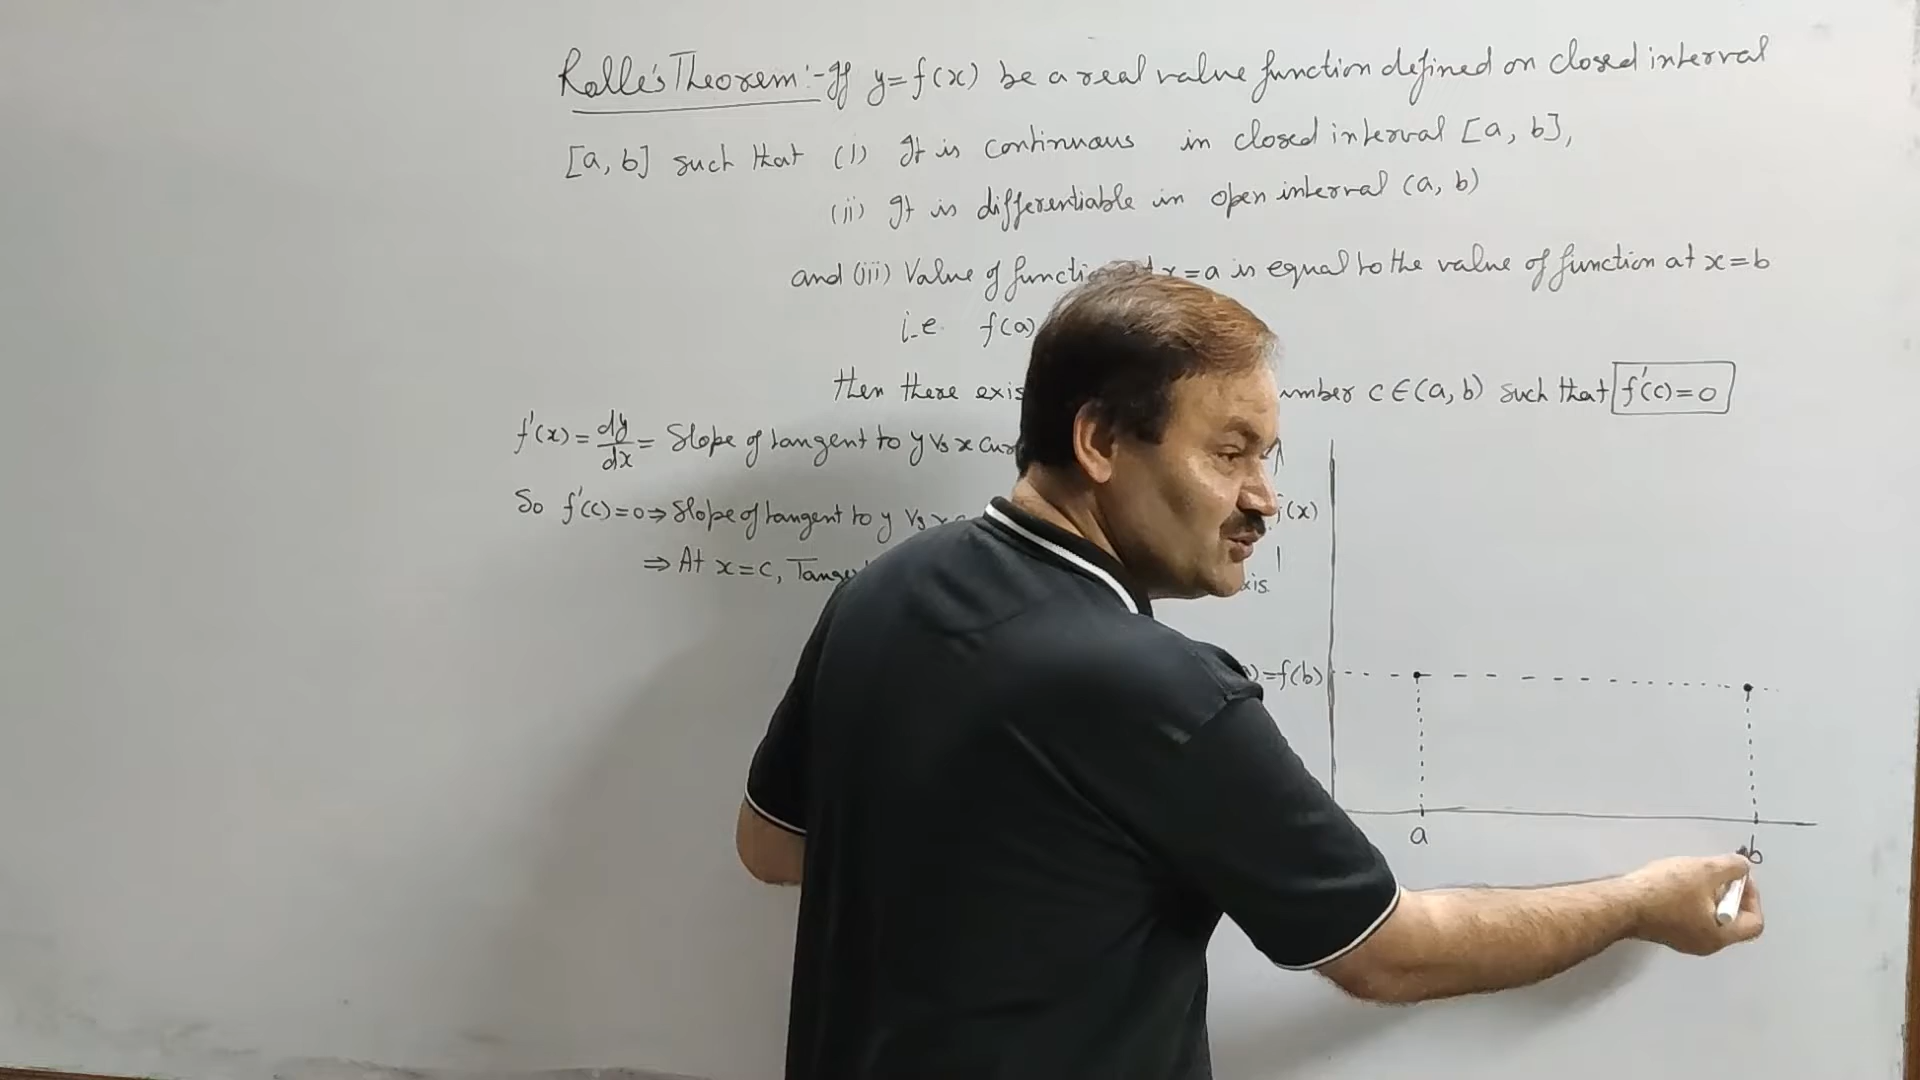 Rolle's Theorem:- If y=f(x) be a real value function defined on closed interval
[a, b] such that (i) It is continuous in closed interval [a, b],
(ii) It is differentiable in open interval (a, b)
and (iii) Value of function x=a is equal to the value of function at x=b
i.e. f(a)
then there c∈(a, b) such that f'(c)=0
f'(x)=dy/dx= Slope of tangent to y vs x
So f'(c)=0⇒ Slope of tangent to y vs x
⇒ At x=c,
(x)
=f(b)
a
b